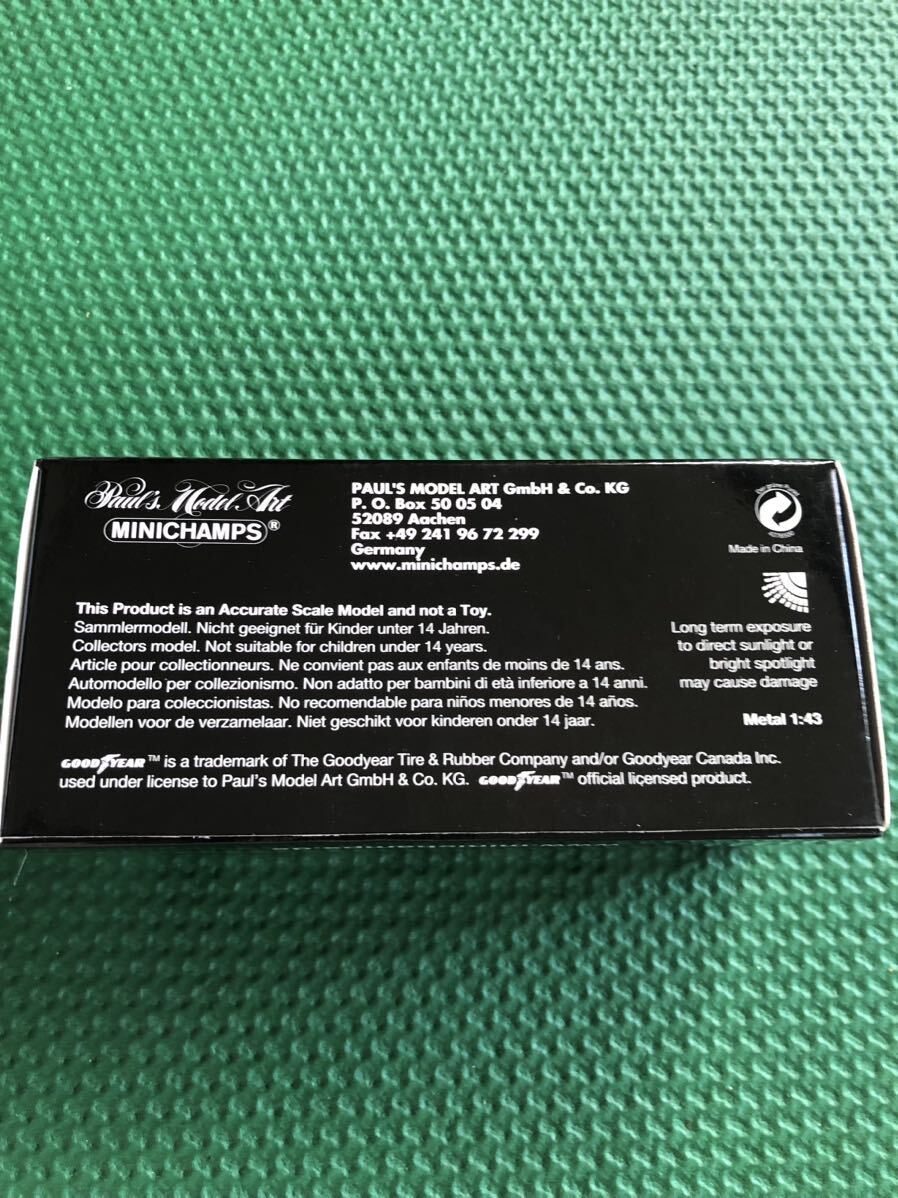 Paul's Model Art
MINICHAMPS®
PAUL'S MODEL ART GmbH & Co. KG
P. O. Box 50 05 04
52089 Aachen
Fax +49 241 96 72 299
Germany
www.minichamps.de
Made in China
This Product is an Accurate Scale Model and not a Toy.
Sammlermodell. Nicht geeignet für Kinder unter 14 Jahren.
Collectors model. Not suitable for children under 14 years.
Article pour collectionneurs. Ne convient pas aux enfants de moins de 14 ans.
Automodello per collezionismo. Non adatto per bambini di età inferiore a 14 anni.
Modelo para coleccionistas. No recomendable para niños menores de 14 años.
Modellen voor de verzamelaar. Niet geschikt voor kinderen onder 14 jaar.
Long term exposure
to direct sunlight or
bright spotlight
may cause damage
Metal 1:43
GOODYEAR™ is a trademark of The Goodyear Tire & Rubber Company and/or Goodyear Canada Inc.
used under license to Paul's Model Art GmbH & Co. KG. GOODYEAR™ official licensed product.